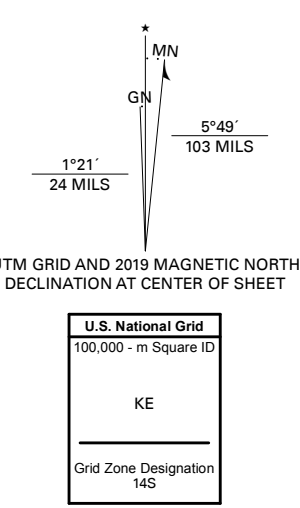 ★
MN
GN
5°49´
103 MILS
1°21´
24 MILS
UTM GRID AND 2019 MAGNETIC NORTH
DECLINATION AT CENTER OF SHEET
U.S. National Grid
100,000 - m Square ID
KE
Grid Zone Designation
14S